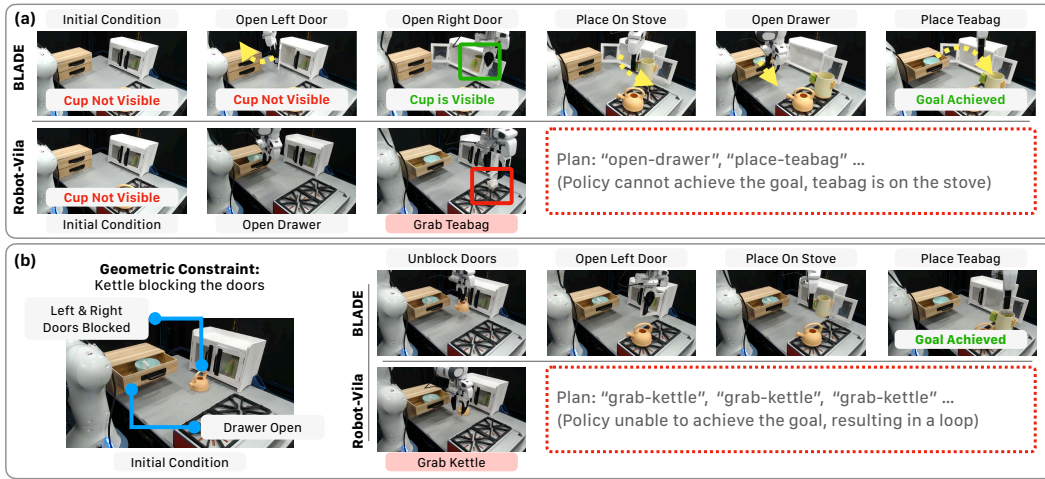 (a)
Initial Condition
Open Left Door
Open Right Door
Place On Stove
Open Drawer
Place Teabag
BLADE
Cup Not Visible
Cup Not Visible
Cup is Visible
Goal Achieved
Robot-Vila
Cup Not Visible
Plan: “open-drawer”, “place-teabag” ...
(Policy cannot achieve the goal, teabag is on the stove)
Initial Condition
Open Drawer
Grab Teabag
(b)
Geometric Constraint:
Kettle blocking the doors
Left & Right
Doors Blocked
Drawer Open
Initial Condition
Unblock Doors
Open Left Door
Place On Stove
Place Teabag
BLADE
Goal Achieved
Robot-Vila
Plan: “grab-kettle”, “grab-kettle”, “grab-kettle” ...
(Policy unable to achieve the goal, resulting in a loop)
Grab Kettle